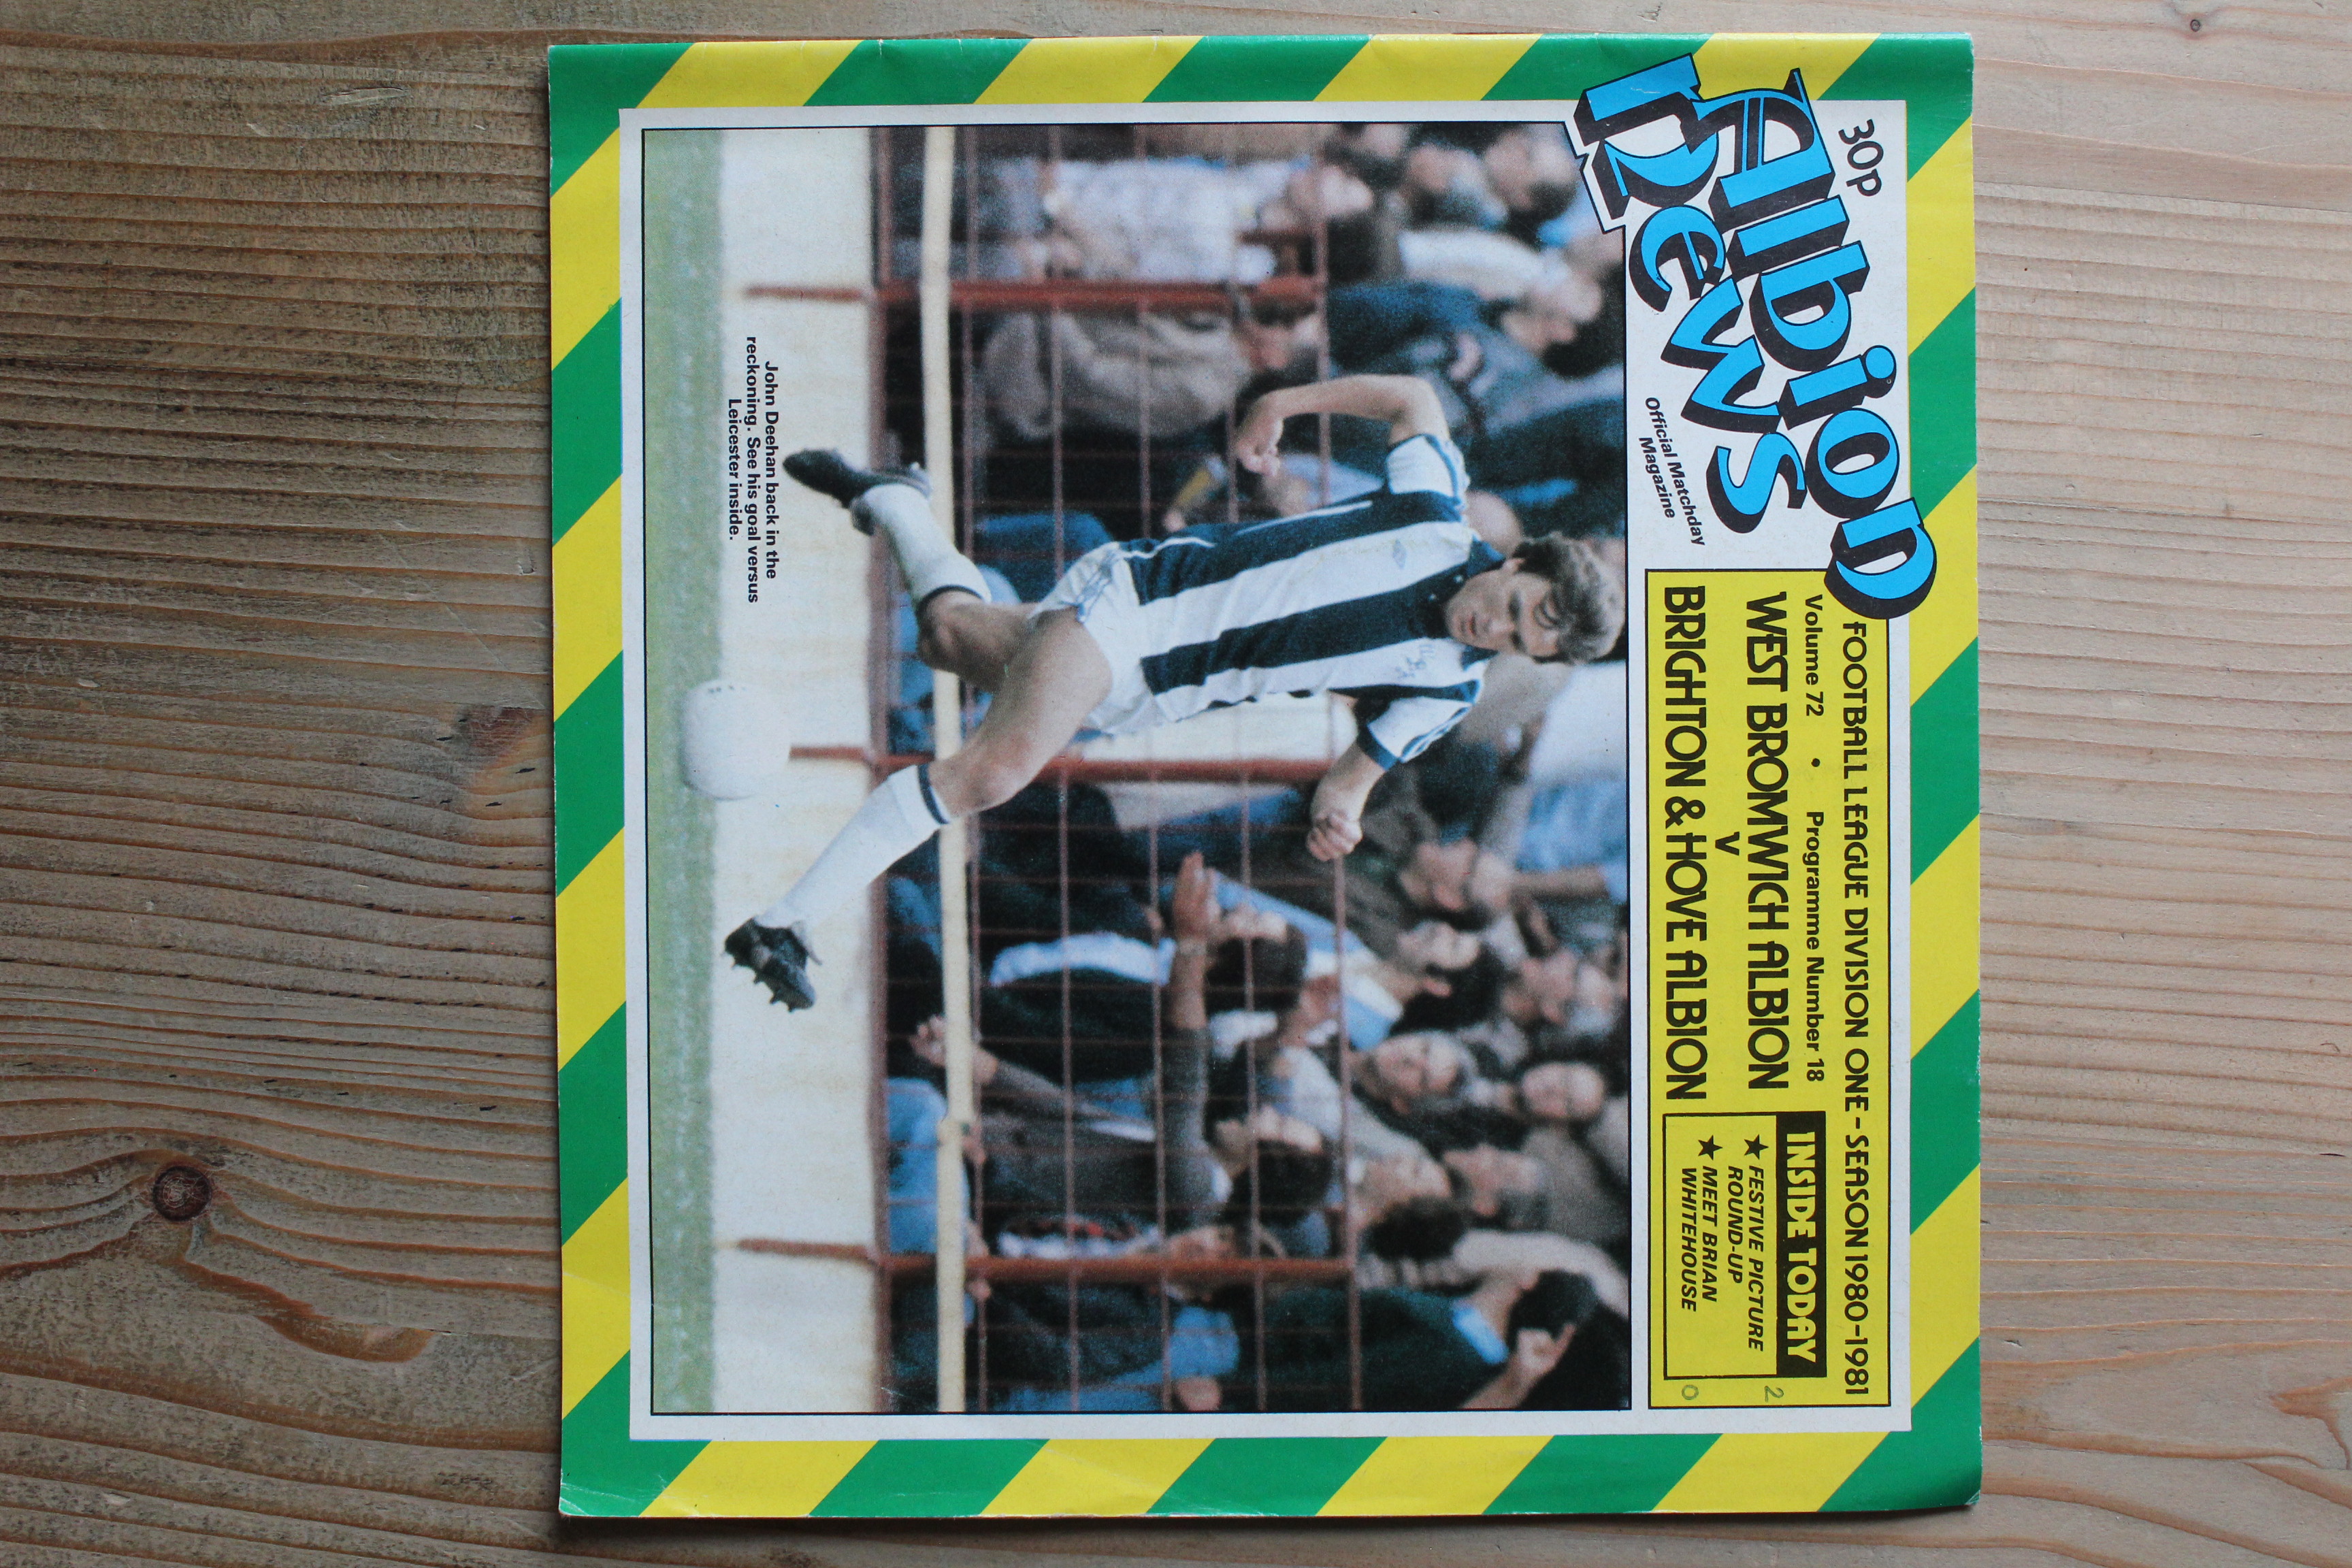 30p
Albion
News
Official Matchday
Magazine
FOOTBALL LEAGUE DIVISION ONE - SEASON 1980-1981
Volume 72 • Programme Number 18
WEST BROMWICH ALBION
V
BRIGHTON & HOVE ALBION
INSIDE TODAY
★ FESTIVE PICTURE
ROUND-UP
★ MEET BRIAN
WHITEHOUSE
2
0
John Deehan back in the
reckoning. See his goal versus
Leicester inside.